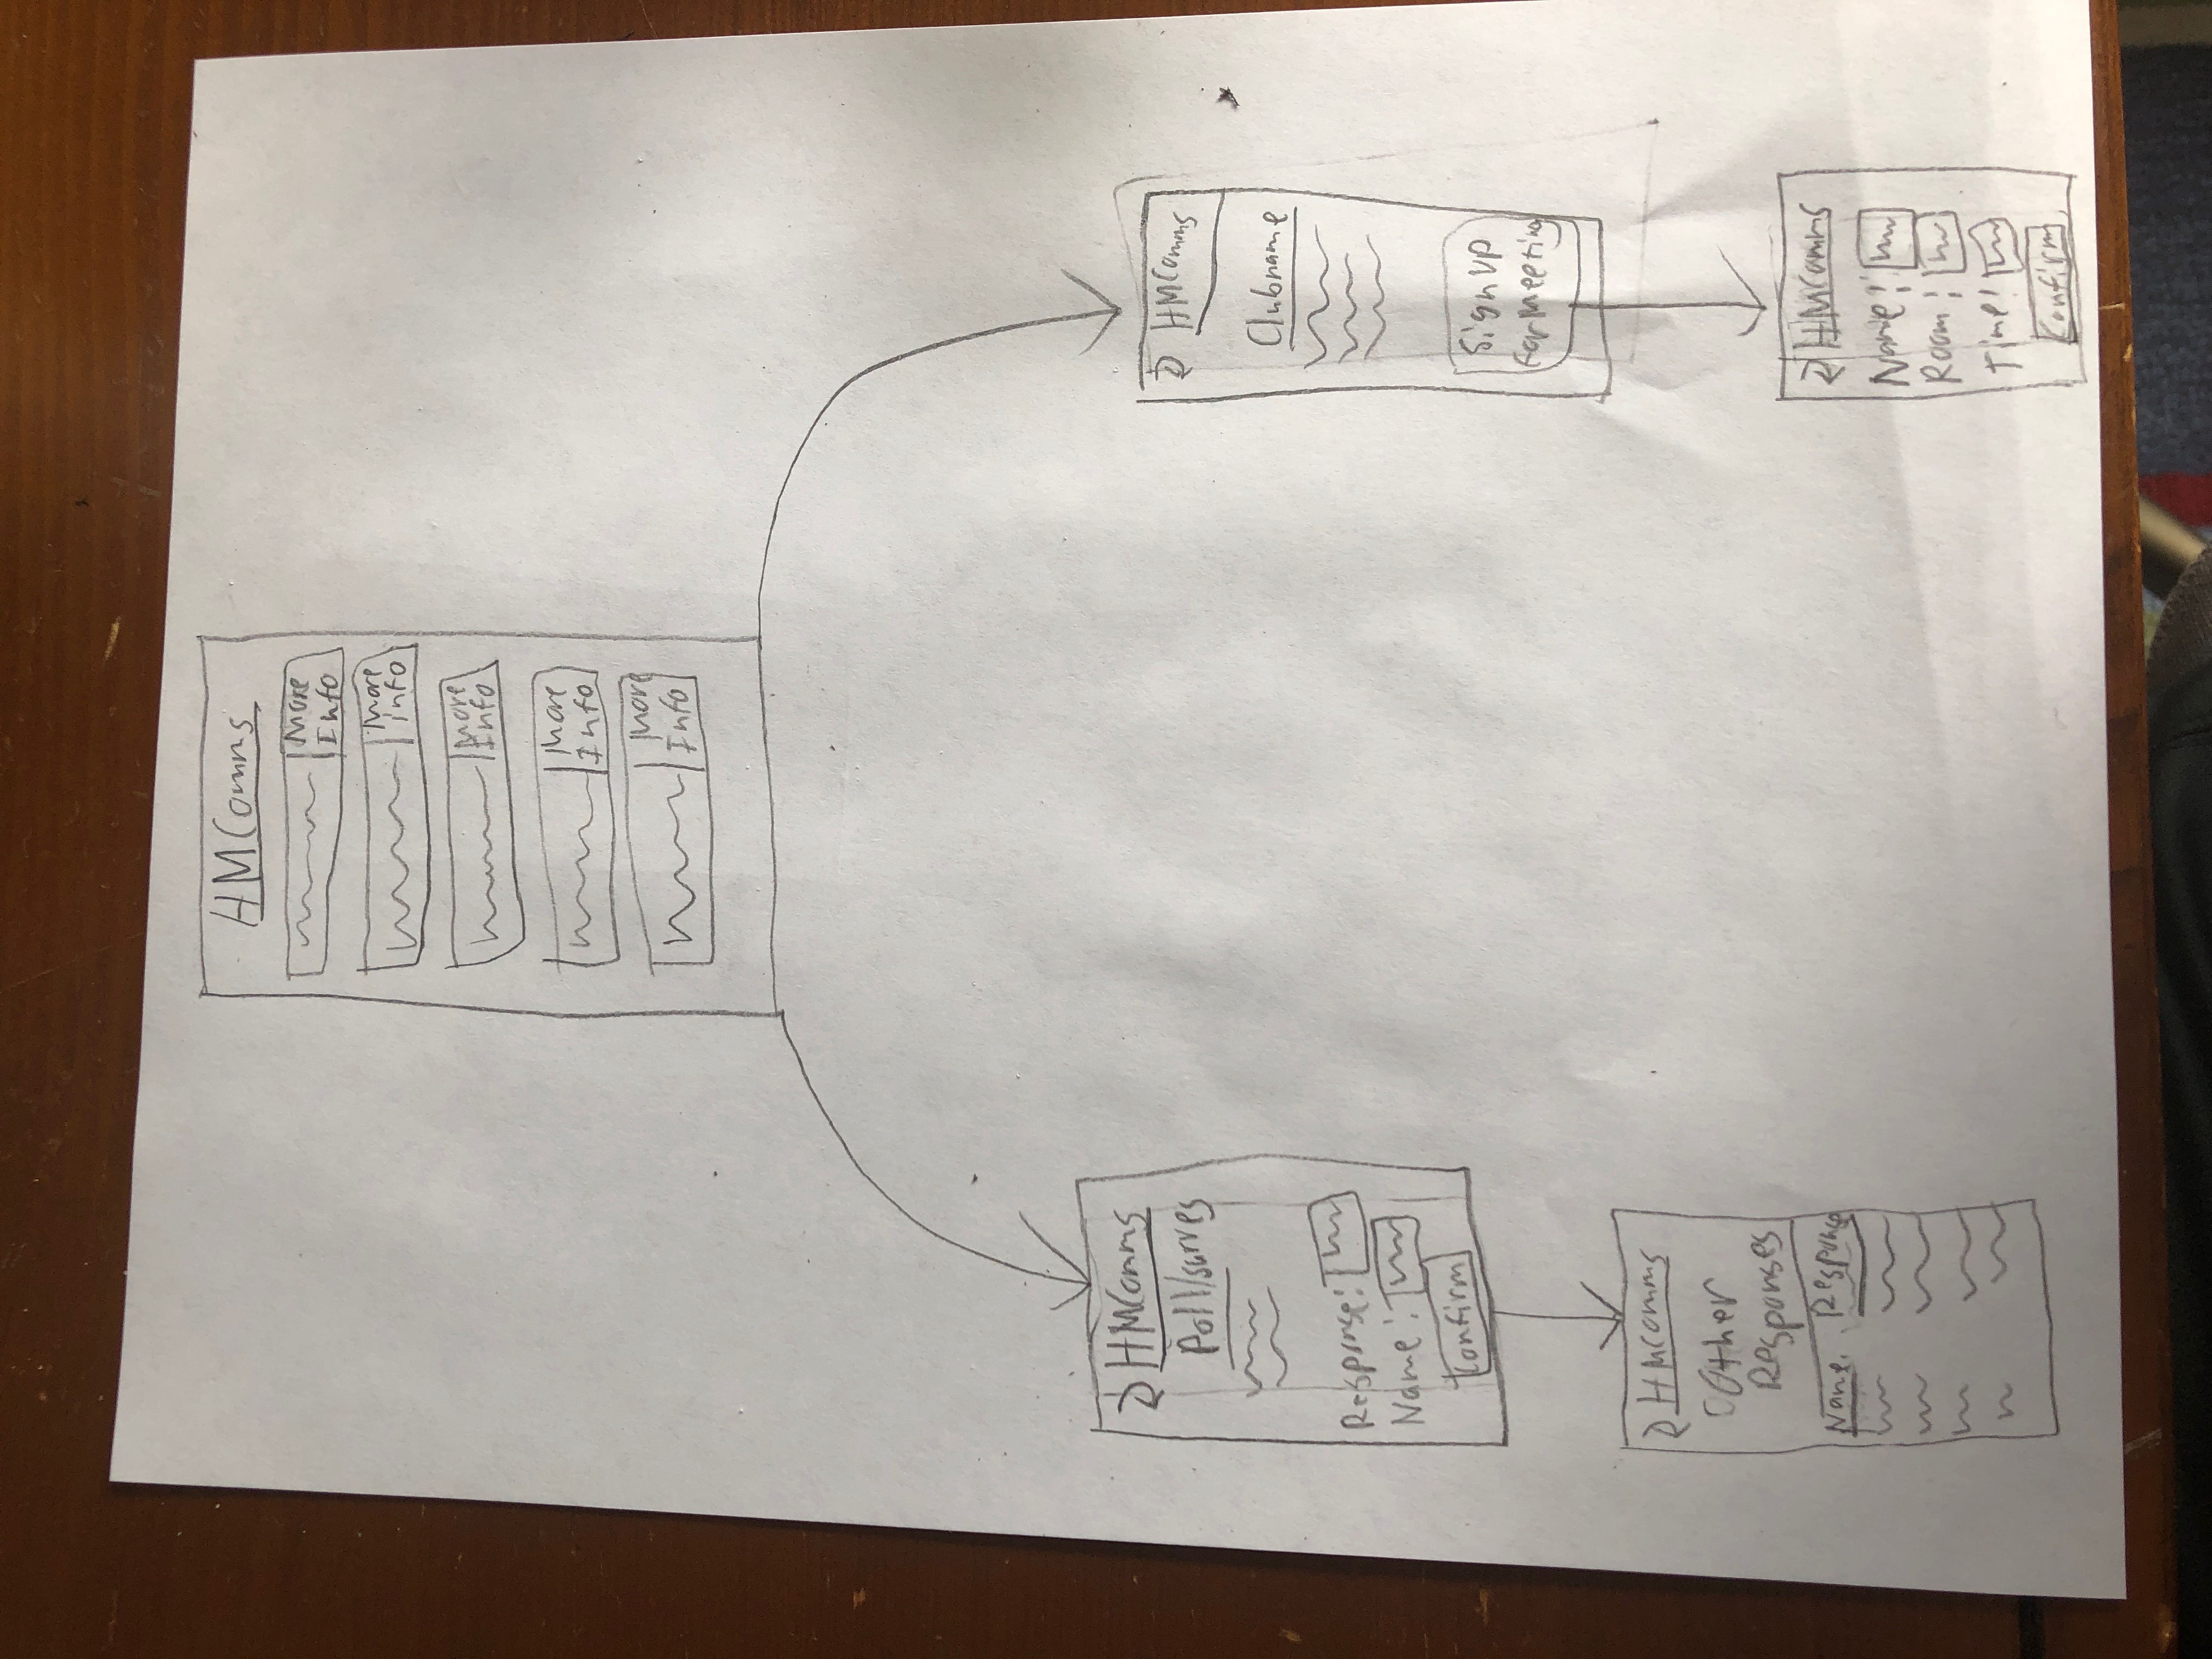 HMComms
More
Info
More
info
More
Info
More
Info
More
Info
HMComms
Poll/survey
Response:
Name:
Confirm
HMComms
Other
Responses
Name Response
HMComms
Clubname
Sign up
for Meeting
HMComms
Name:
Room:
Time:
Confirm